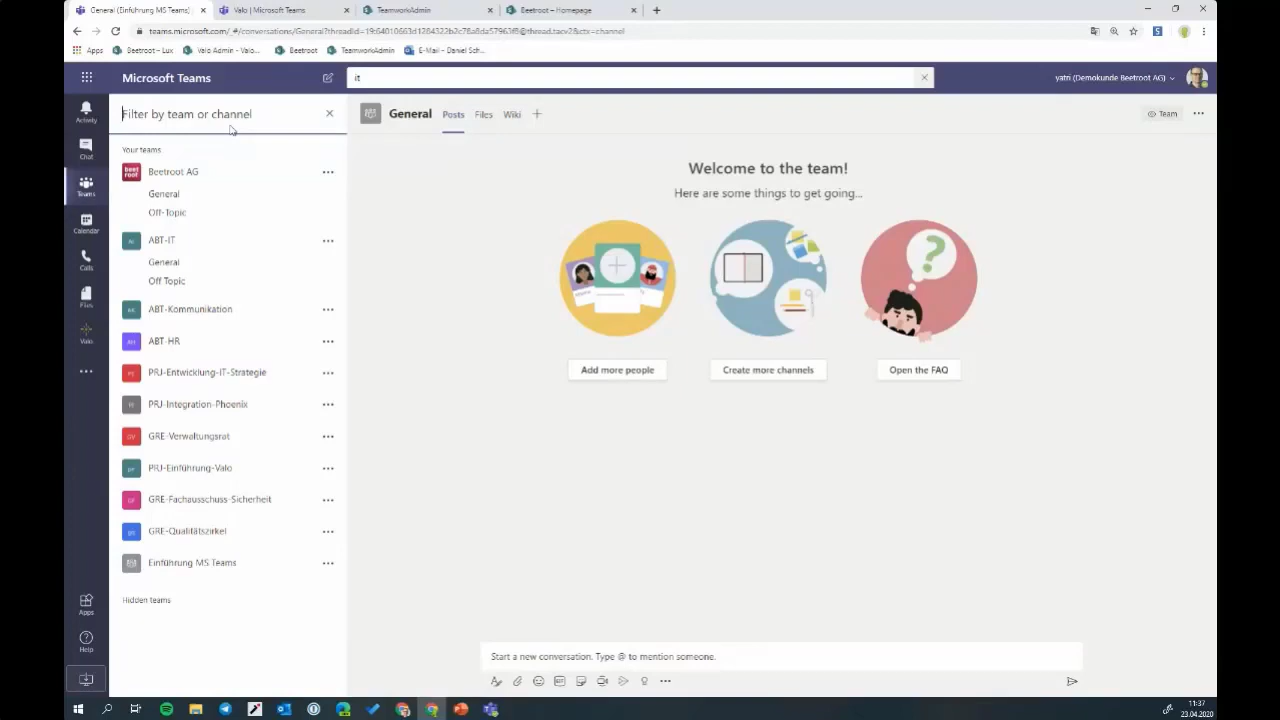 General (Einführung MS Teams)
Valo | Microsoft Teams
TeamworkAdmin
Beetroot – Homepage
Apps
Beetroot – Lux
Valo Admin - Valo...
Beetroot
TeamworkAdmin
E-Mail – Daniel Sch...
Microsoft Teams
it
yatri (Demokunde Beetroot AG)
Activity
Chat
Teams
Calendar
Calls
Files
Valo
Apps
Help
Filter by team or channel
Your teams
beet
root
Beetroot AG
General
Off-Topic
ABT-IT
General
Off Topic
ABT-Kommunikation
ABT-HR
PRJ-Entwicklung-IT-Strategie
PRJ-Integration-Phoenix
GRE-Verwaltungsrat
PRJ-Einführung-Valo
GRE-Fachausschuss-Sicherheit
GRE-Qualitätszirkel
Einführung MS Teams
Hidden teams
General
Posts
Files
Wiki
Team
Welcome to the team!
Here are some things to get going...
Add more people
Create more channels
Open the FAQ
Start a new conversation. Type @ to mention someone.
11:37
23.04.2020